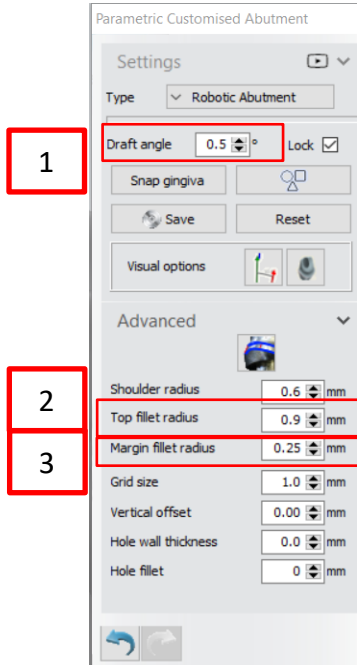 Parametric Customised Abutment
Settings
Type Robotic Abutment
1 Draft angle 0.5 ° Lock
Snap gingiva
Save Reset
Visual options
Advanced
Shoulder radius 0.6 mm
2 Top fillet radius 0.9 mm
3 Margin fillet radius 0.25 mm
Grid size 1.0 mm
Vertical offset 0.00 mm
Hole wall thickness 0.0 mm
Hole fillet 0 mm